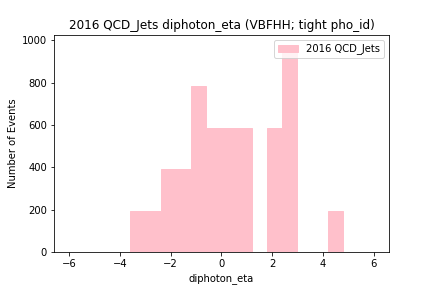 2016 QCD_Jets diphoton_eta (VBFHH; tight pho_id)
2016 QCD_Jets
Number of Events
1000
800
600
400
200
0
−6 −4 −2 0 2 4 6
diphoton_eta